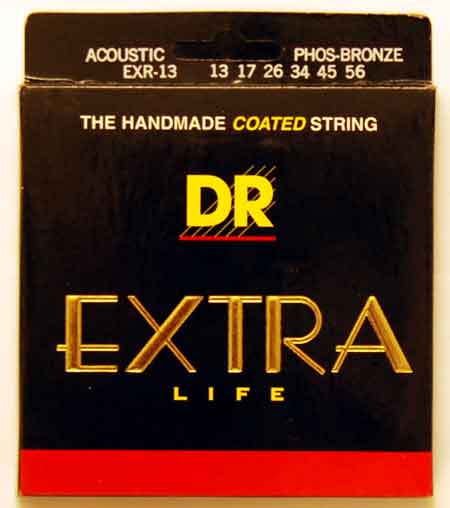 ACOUSTIC PHOS-BRONZE
EXR-13 13 17 26 34 45 56
THE HANDMADE COATED STRING
DR
EXTRA
LIFE